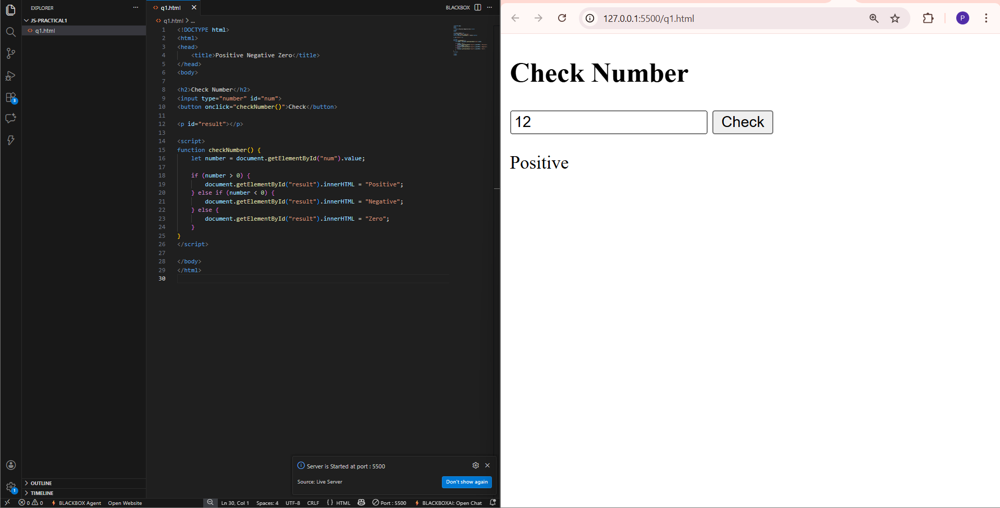 EXPLORER
JS-PRACTICAL1
q1.html
3
OUTLINE
TIMELINE
1
q1.html
BLACKBOX
q1.html > ...
1 <!DOCTYPE html>
2 <html>
3 <head>
4 <title>Positive Negative Zero</title>
5 </head>
6 <body>
7
8 <h2>Check Number</h2>
9 <input type="number" id="num">
10 <button onclick="checkNumber()">Check</button>
11
12 <p id="result"></p>
13
14 <script>
15 function checkNumber() {
16 let number = document.getElementById("num").value;
17
18 if (number > 0) {
19 document.getElementById("result").innerHTML = "Positive";
20 } else if (number < 0) {
21 document.getElementById("result").innerHTML = "Negative";
22 } else {
23 document.getElementById("result").innerHTML = "Zero";
24 }
25 }
26 </script>
27
28 </body>
29 </html>
30
Server is Started at port : 5500
Source: Live Server
Don't show again
0 0 BLACKBOX Agent Open Website Ln 30, Col 1 Spaces: 4 UTF-8 CRLF {} HTML Port : 5500 BLACKBOXAI: Open Chat
127.0.0.1:5500/q1.html
P
Check Number
12 Check
Positive